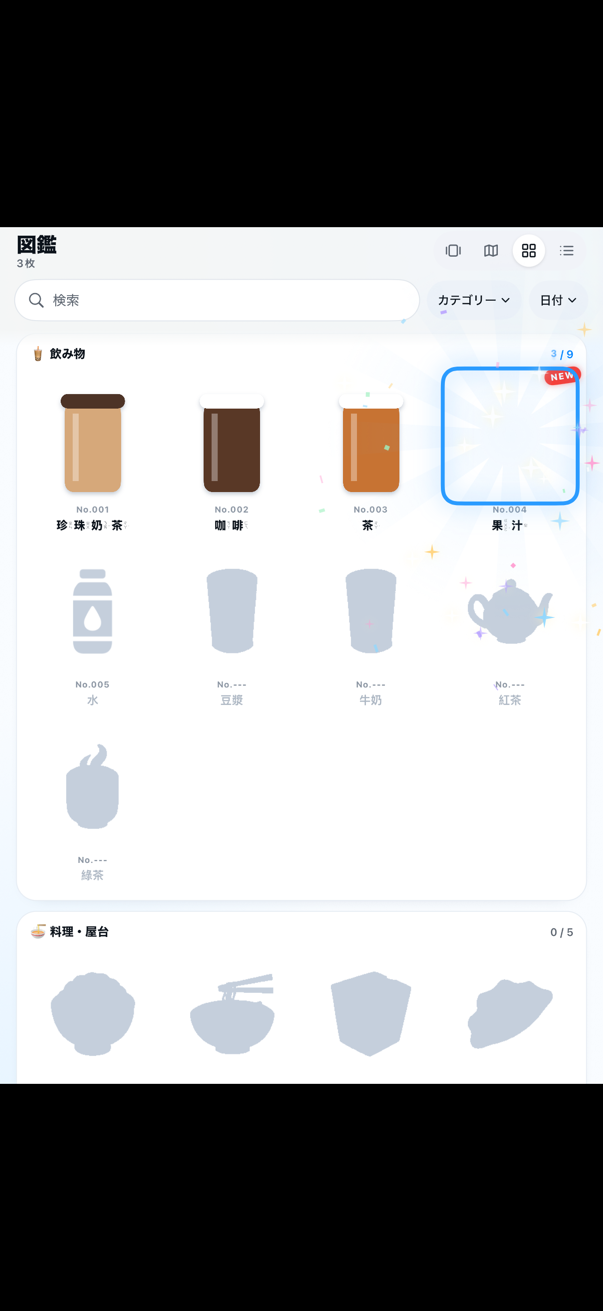 図鑑
3枚
検索
カテゴリー
日付
飲み物
3 / 9
NEW
No.001
No.002
No.003
No.004
珍珠奶茶
咖啡
茶
果汁
No.005
No.---
No.---
No.---
水
豆漿
牛奶
紅茶
No.---
綠茶
料理・屋台
0 / 5